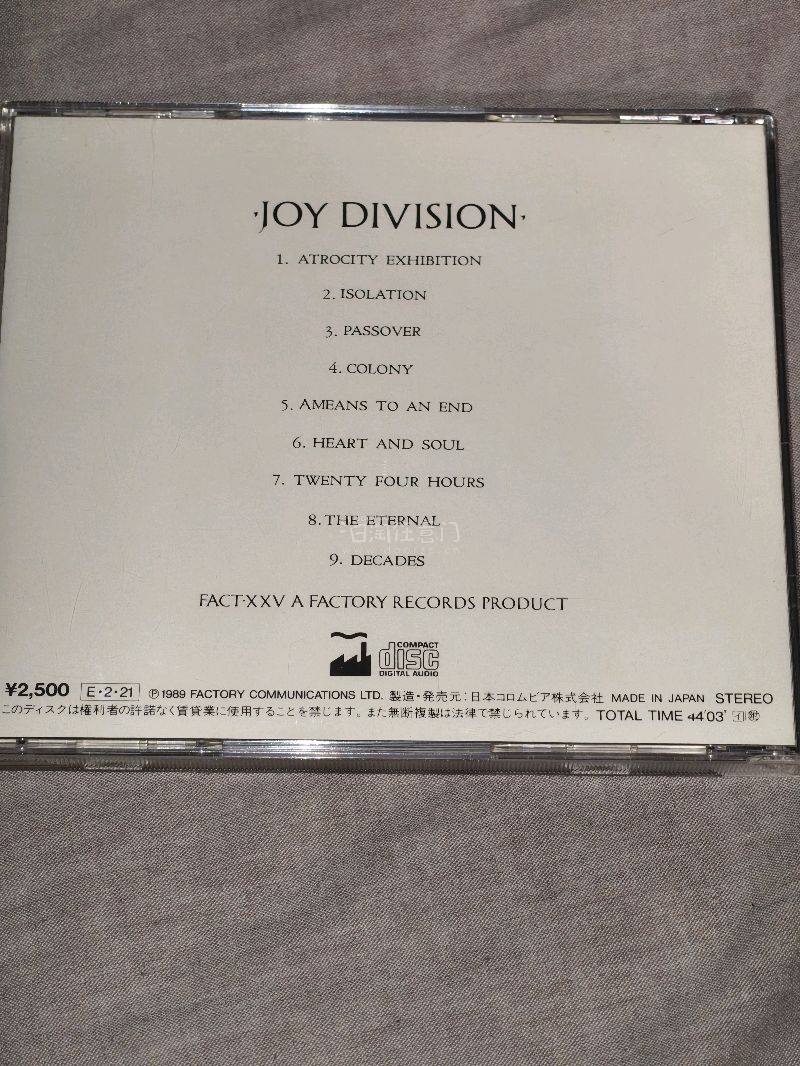 ·JOY DIVISION·
1. ATROCITY EXHIBITION
2. ISOLATION
3. PASSOVER
4. COLONY
5. AMEANS TO AN END
6. HEART AND SOUL
7. TWENTY FOUR HOURS
8. THE ETERNAL
9. DECADES
FACT·XXV A FACTORY RECORDS PRODUCT
COMPACT
disc
DIGITAL AUDIO
¥2,500 E・2・21 ℗1989 FACTORY COMMUNICATIONS LTD. 製造・発売元:日本コロムビア株式会社 MADE IN JAPAN STEREO
このディスクは権利者の許諾なく賃貸業に使用することを禁じます。また無断複製は法律で禁じられています。 TOTAL TIME 44'03"